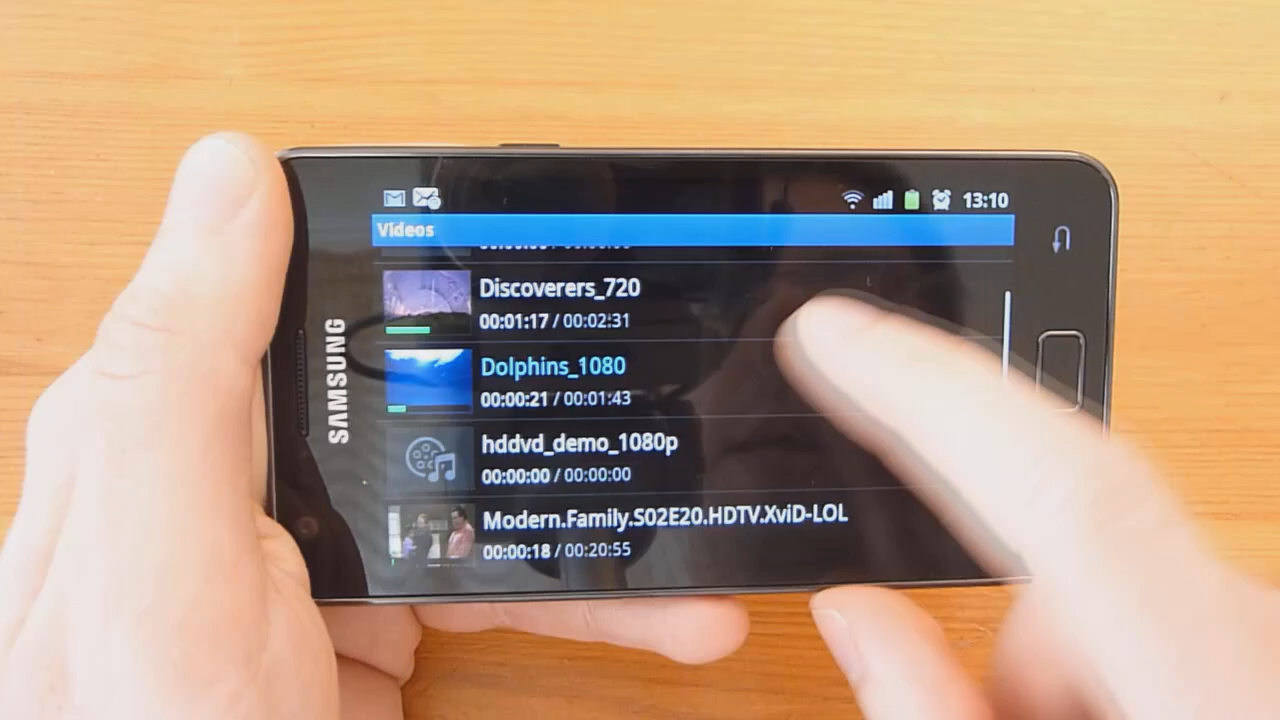 13:10
Videos
Discoverers_720
00:01:17 / 00:02:31
Dolphins_1080
00:00:21 / 00:01:43
hddvd_demo_1080p
00:00:00 / 00:00:00
Modern.Family.S02E20.HDTV.XviD-LOL
00:00:18 / 00:20:55
SAMSUNG